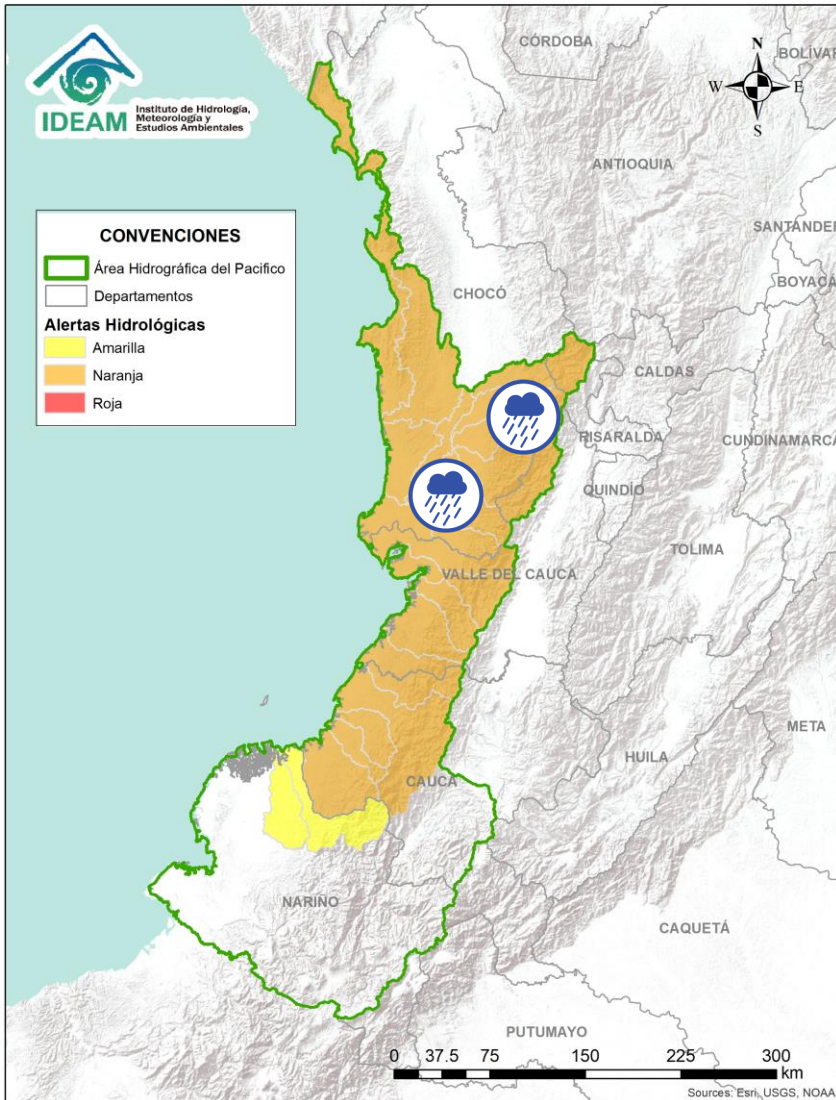 IDEAM
Instituto de Hidrología,
Meteorología y
Estudios Ambientales
N
W
E
S
CÓRDOBA
BOLÍVAR
ANTIOQUIA
SANTANDER
BOYACÁ
CHOCÓ
CALDAS
RISARALDA
CUNDINAMARCA
QUINDÍO
TOLIMA
VALLE DEL CAUCA
META
HUILA
CAUCA
NARIÑO
CAQUETÁ
PUTUMAYO
CONVENCIONES
Área Hidrográfica del Pacifico
Departamentos
Alertas Hidrológicas
Amarilla
Naranja
Roja
0 37.5 75 150 225 300
km
Sources: Esri, USGS, NOAA